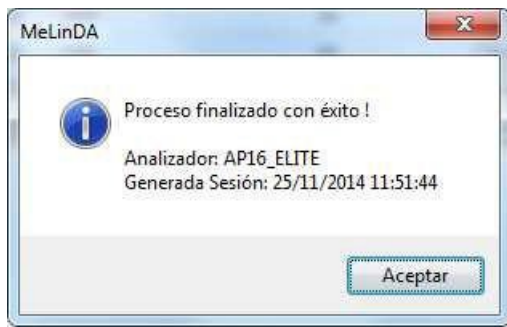 MeLinDA
Proceso finalizado con éxito !
Analizador: AP16_ELITE
Generada Sesión: 25/11/2014 11:51:44
Aceptar